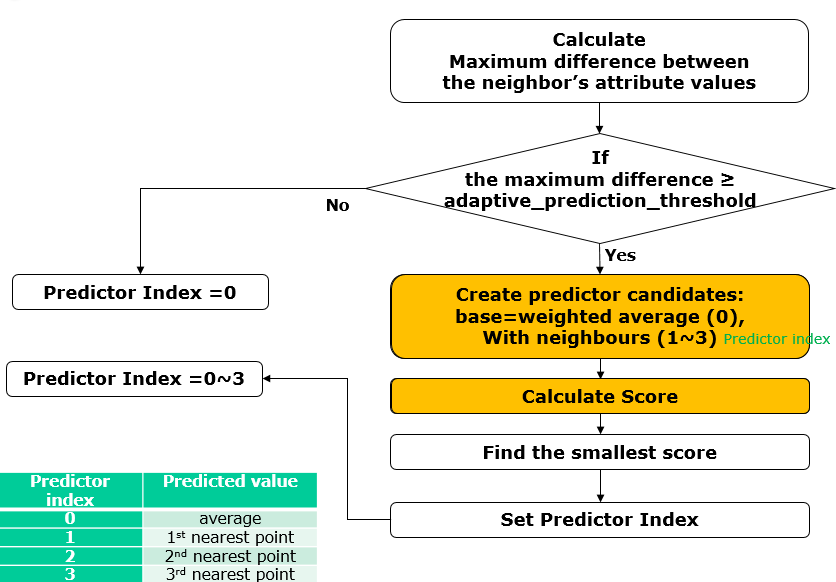 Calculate
Maximum difference between
the neighbor's attribute values
If
the maximum difference ≥
adaptive_prediction_threshold
No
Yes
Predictor Index =0
Create predictor candidates:
base=weighted average (0),
With neighbours (1~3) Predictor index
Predictor Index =0~3
Calculate Score
Find the smallest score
Set Predictor Index
Predictor index Predicted value
0 average
1 1st nearest point
2 2nd nearest point
3 3rd nearest point